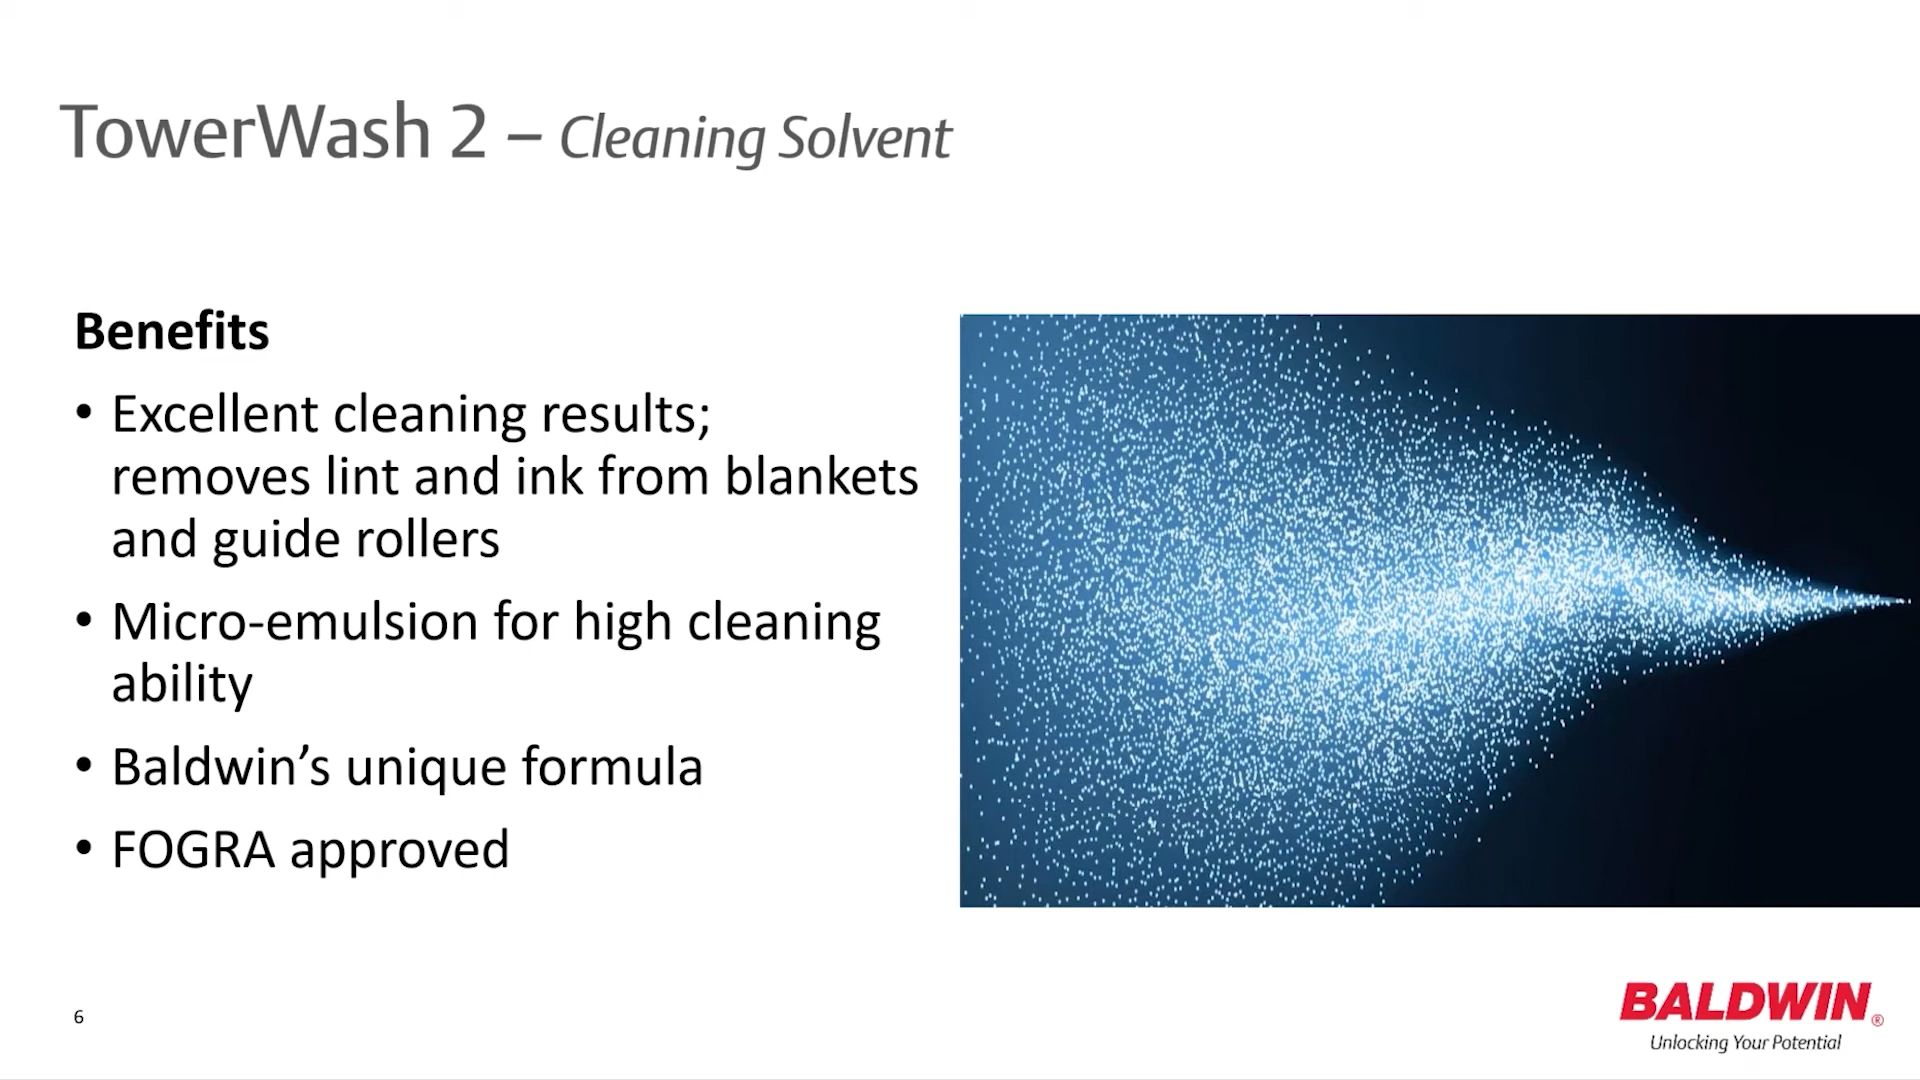 TowerWash 2 – Cleaning Solvent
Benefits
• Excellent cleaning results;
removes lint and ink from blankets
and guide rollers
• Micro-emulsion for high cleaning
ability
• Baldwin’s unique formula
• FOGRA approved
6
BALDWIN®
Unlocking Your Potential